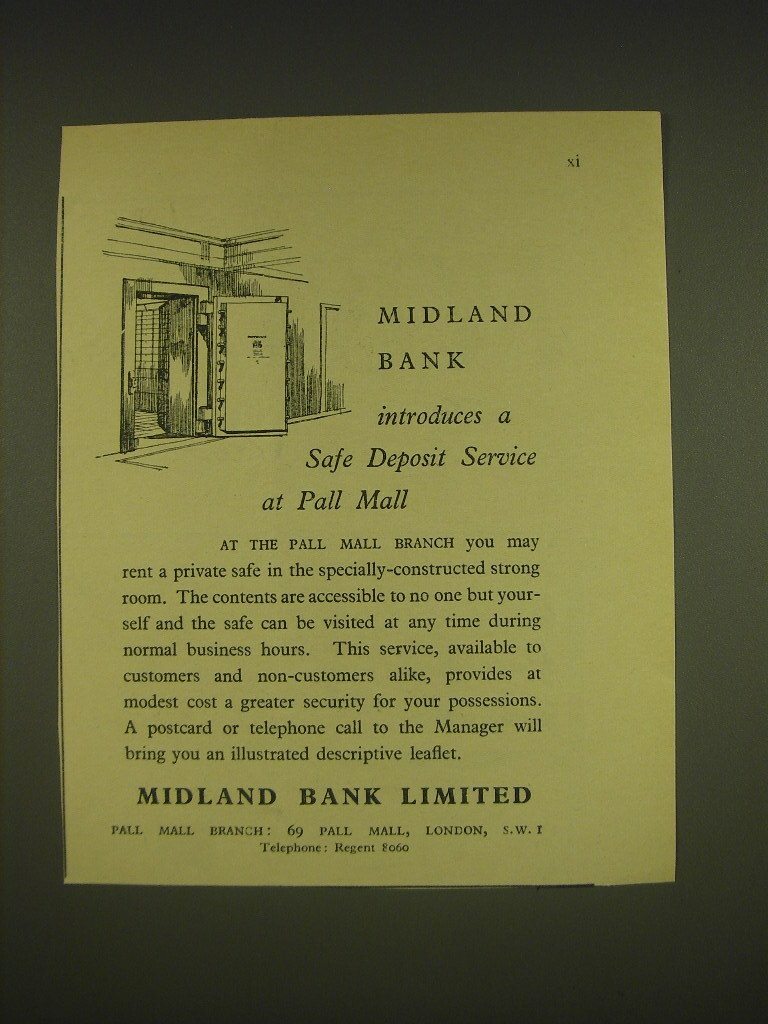 xi
MIDLAND
BANK
introduces a
Safe Deposit Service
at Pall Mall
AT THE PALL MALL BRANCH you may
rent a private safe in the specially-constructed strong
room. The contents are accessible to no one but your-
self and the safe can be visited at any time during
normal business hours. This service, available to
customers and non-customers alike, provides at
modest cost a greater security for your possessions.
A postcard or telephone call to the Manager will
bring you an illustrated descriptive leaflet.
MIDLAND BANK LIMITED
PALL MALL BRANCH: 69 PALL MALL, LONDON, S.W.1
Telephone: Regent 8060